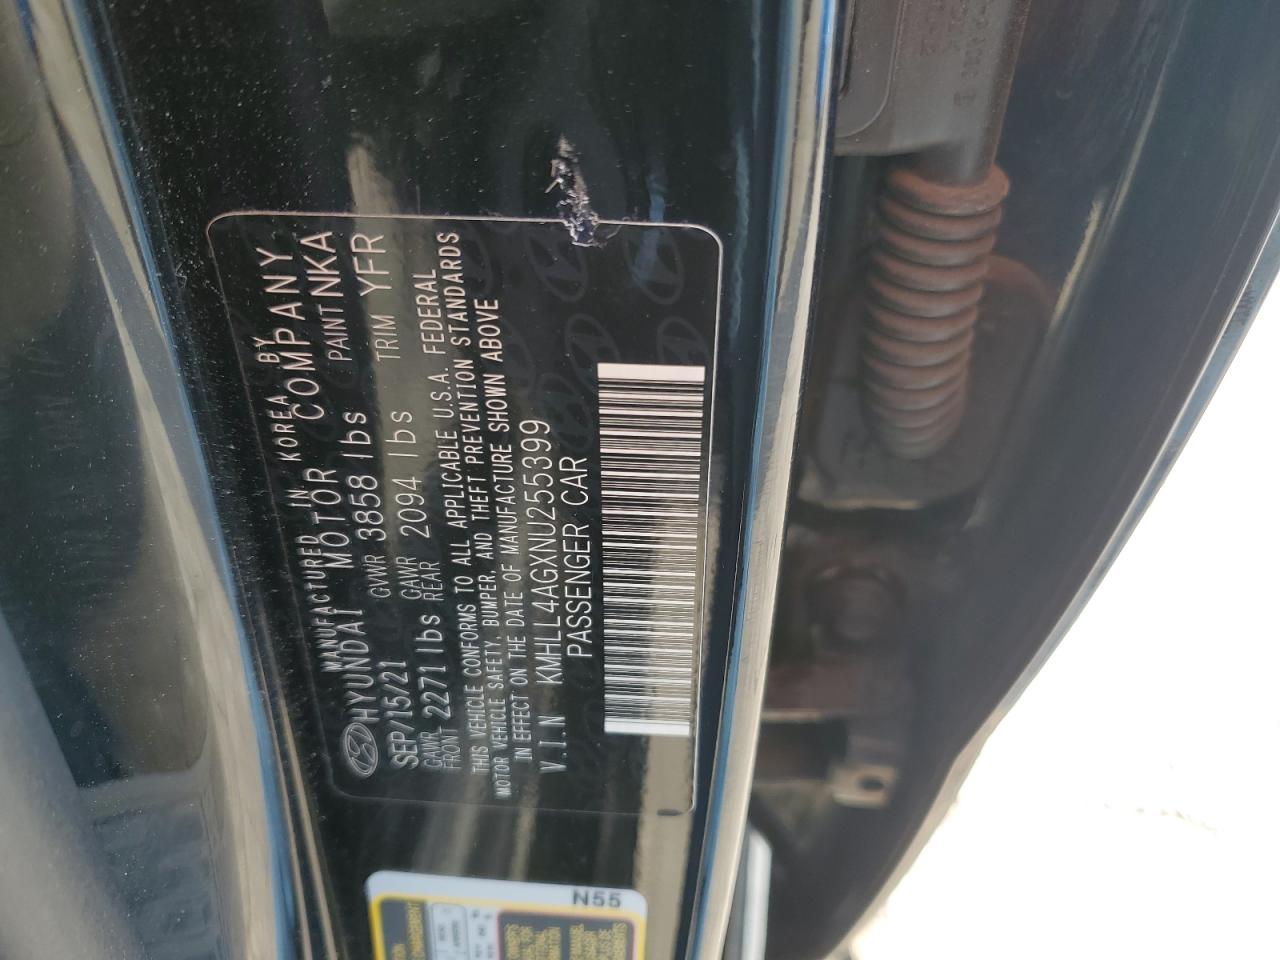 MANUFACTURED IN KOREA BY
HYUNDAI MOTOR COMPANY
SEP/15/21 GVWR 3858 lbs PAINT NKA
GAWR FRONT 2271 lbs GAWR REAR 2094 lbs TRIM YFR
THIS VEHICLE CONFORMS TO ALL APPLICABLE U.S.A. FEDERAL
MOTOR VEHICLE SAFETY, BUMPER, AND THEFT PREVENTION STANDARDS
IN EFFECT ON THE DATE OF MANUFACTURE SHOWN ABOVE
V.I.N KMHLL4AGXNU255399
PASSENGER CAR
N55